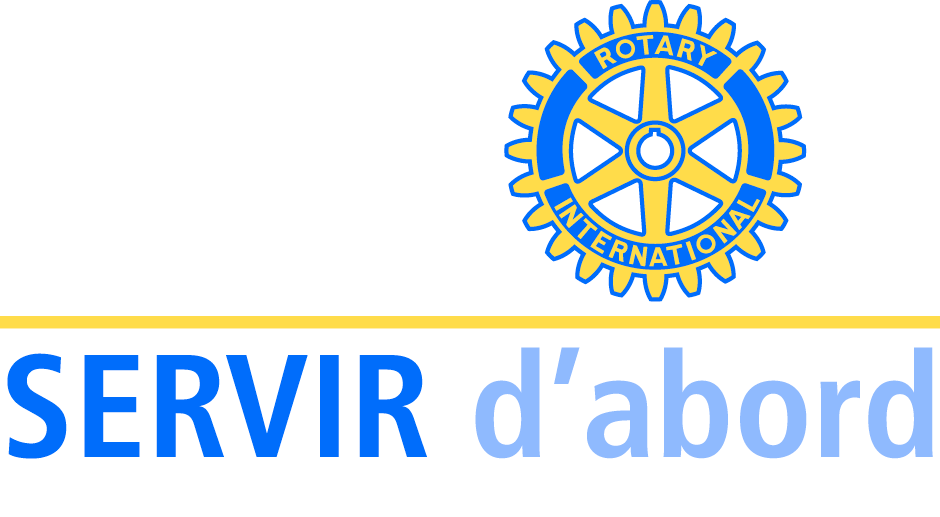 ROTARY
INTERNATIONAL
SERVIR d’abord